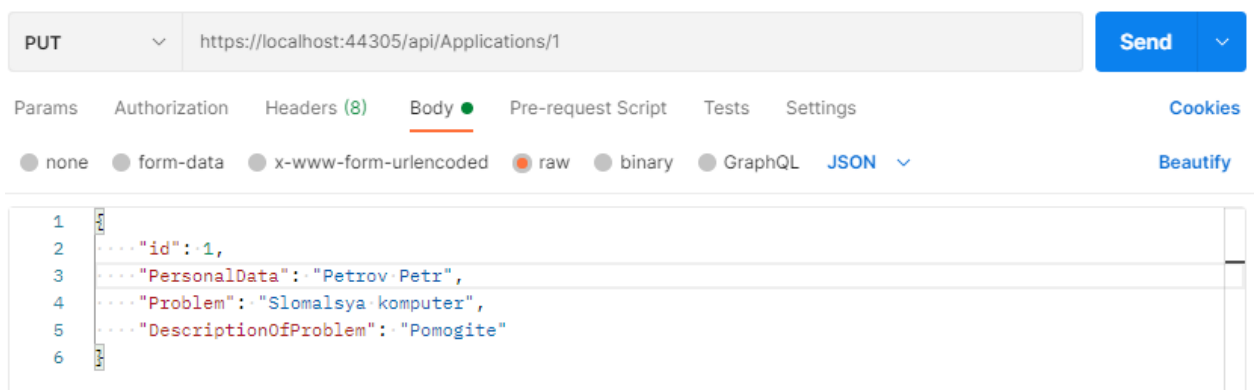 PUT https://localhost:44305/api/Applications/1 Send
Params Authorization Headers (8) Body Pre-request Script Tests Settings Cookies
none form-data x-www-form-urlencoded raw binary GraphQL JSON Beautify
1 {
2 "id": 1,
3 "PersonalData": "Petrov Petr",
4 "Problem": "Slomalsya komputer",
5 "DescriptionOfProblem": "Pomogite"
6 }